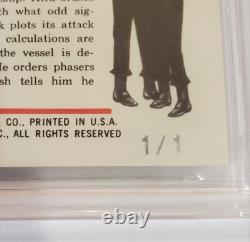 with what odd sig-
k plots its attack
calculations are
the vessel is de-
He orders phasers
sh tells him he
CO., PRINTED IN U.S.A.
C., ALL RIGHTS RESERVED
1/1
ebay